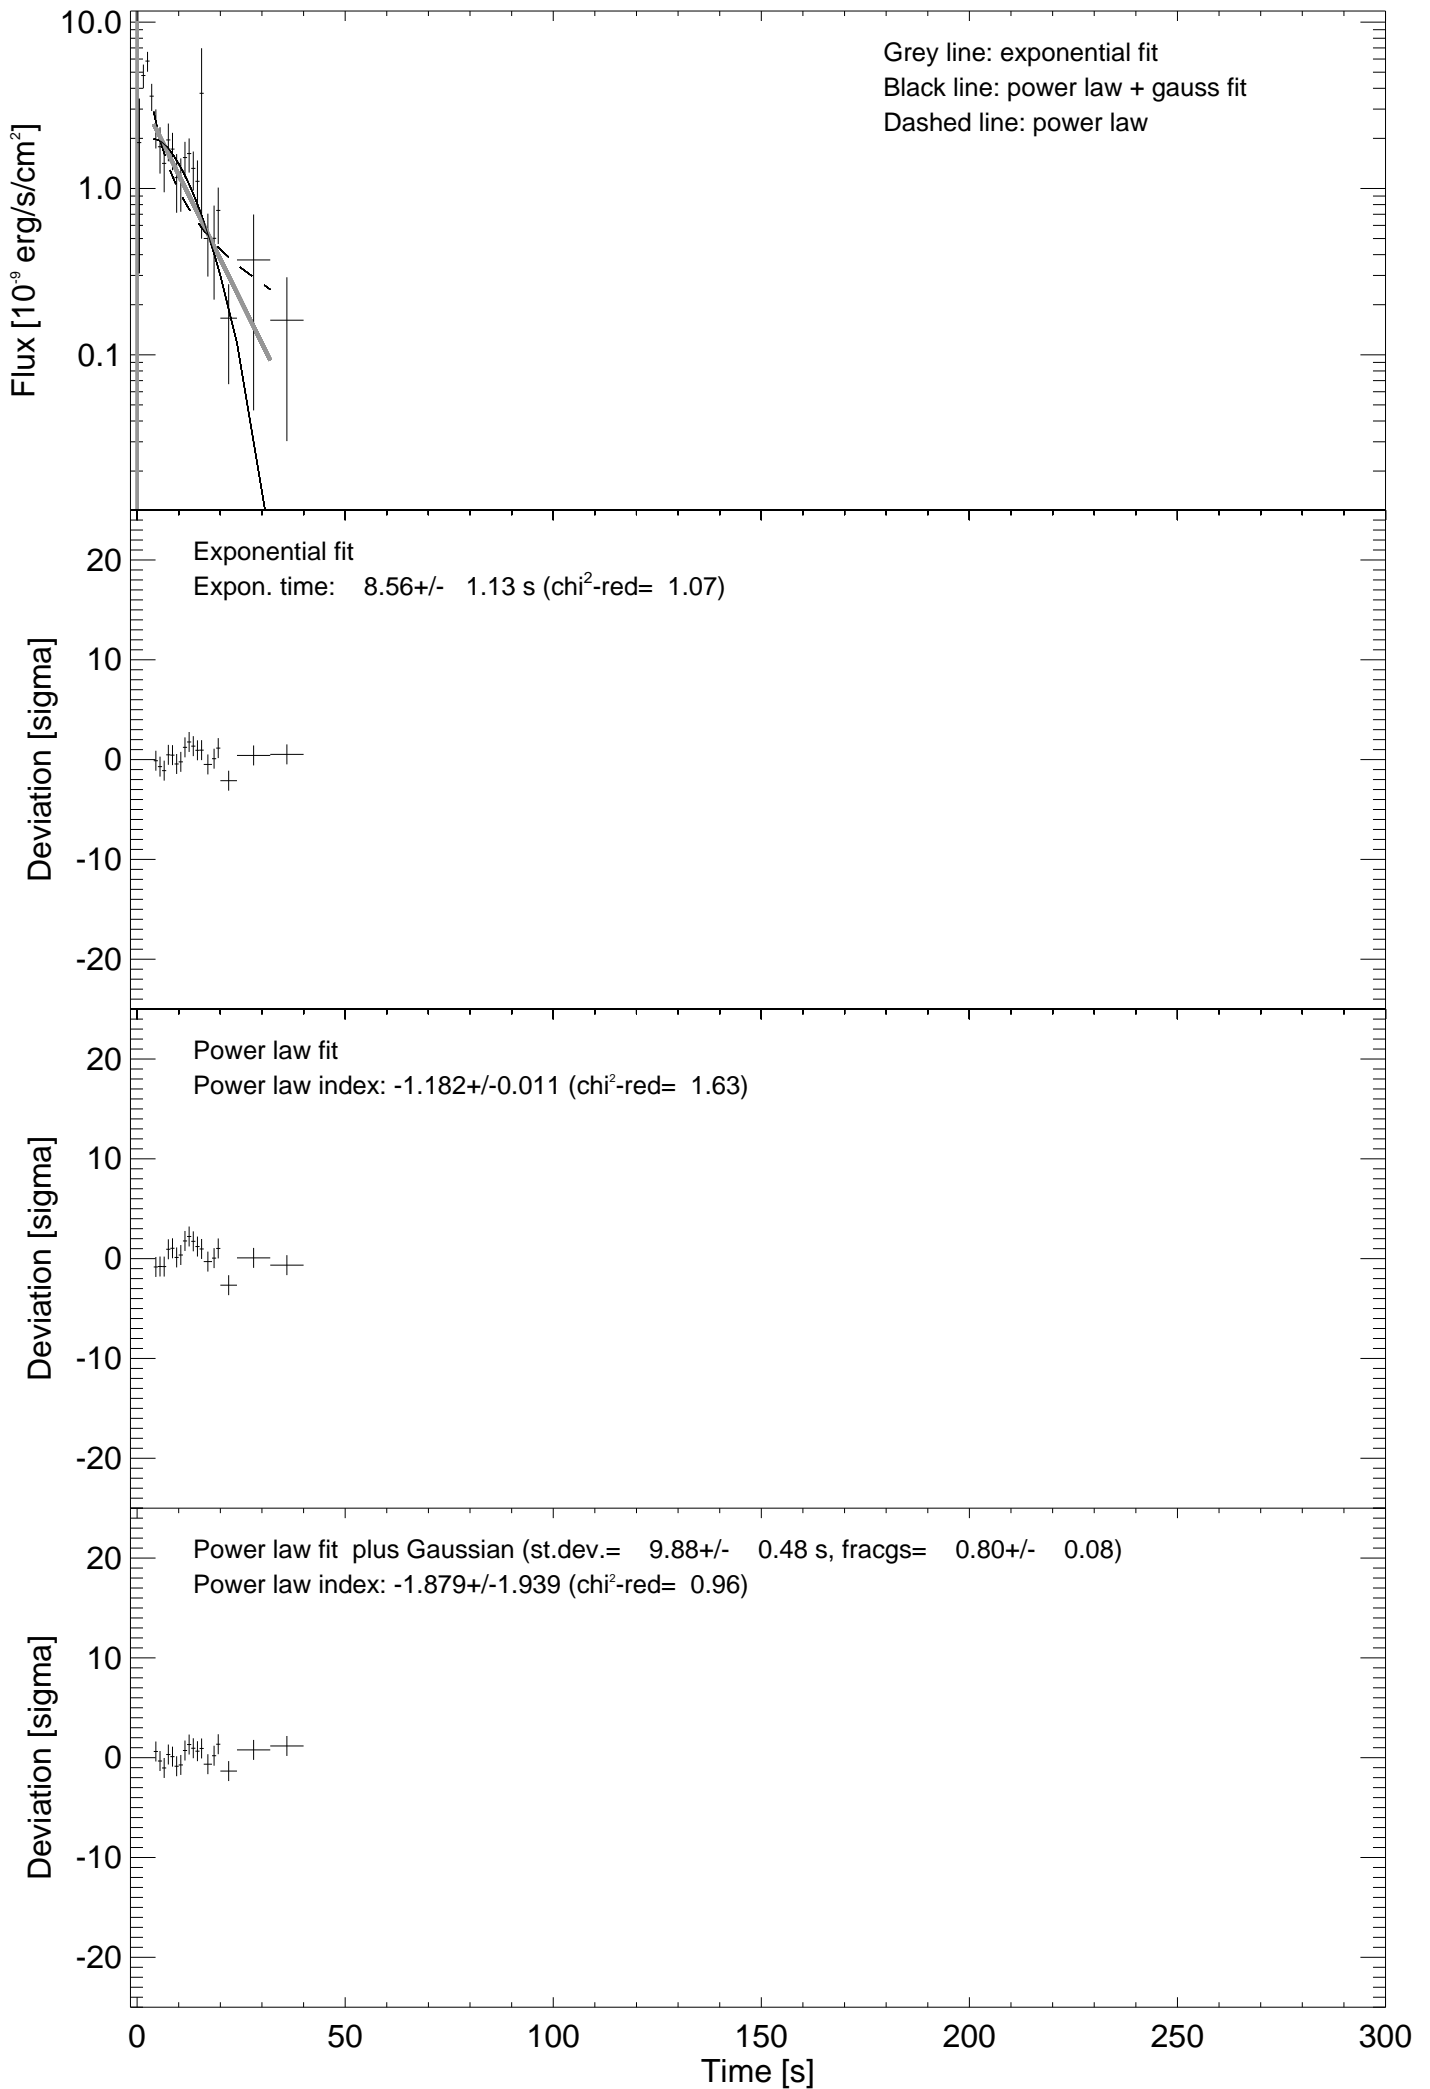 10.0
1.0
0.1
Flux [10⁻⁹ erg/s/cm²]
Grey line: exponential fit
Black line: power law + gauss fit
Dashed line: power law
20
10
0
-10
-20
Deviation [sigma]
Exponential fit
Expon. time: 8.56+/- 1.13 s (chi²-red= 1.07)
20
10
0
-10
-20
Deviation [sigma]
Power law fit
Power law index: -1.182+/-0.011 (chi²-red= 1.63)
20
10
0
-10
-20
Deviation [sigma]
Power law fit plus Gaussian (st.dev.= 9.88+/- 0.48 s, fracgs= 0.80+/- 0.08)
Power law index: -1.879+/-1.939 (chi²-red= 0.96)
0 50 100 150 200 250 300
Time [s]